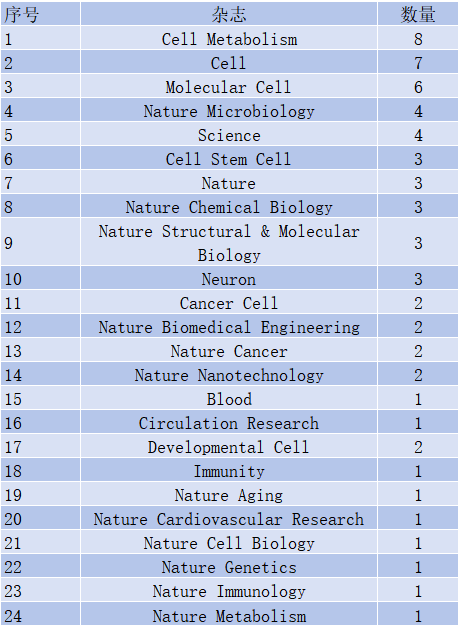 序号 杂志 数量
1 Cell Metabolism 8
2 Cell 7
3 Molecular Cell 6
4 Nature Microbiology 4
5 Science 4
6 Cell Stem Cell 3
7 Nature 3
8 Nature Chemical Biology 3
9 Nature Structural & Molecular
Biology 3
10 Neuron 3
11 Cancer Cell 2
12 Nature Biomedical Engineering 2
13 Nature Cancer 2
14 Nature Nanotechnology 2
15 Blood 1
16 Circulation Research 1
17 Developmental Cell 2
18 Immunity 1
19 Nature Aging 1
20 Nature Cardiovascular Research 1
21 Nature Cell Biology 1
22 Nature Genetics 1
23 Nature Immunology 1
24 Nature Metabolism 1